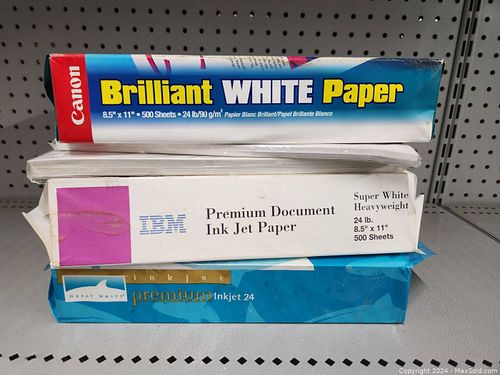 Canon
Brilliant WHITE Paper
8.5" x 11" • 500 Sheets • 24 lb/90 g/m² Papier Blanc Brillant/Papel Brillante Blanco
IBM
Premium Document
Ink Jet Paper
Super White
Heavyweight
24 lb.
8.5" x 11"
500 Sheets
inkjet
GREAT WHITE
premium Inkjet 24
Copyright 2024 - MaxSold.com